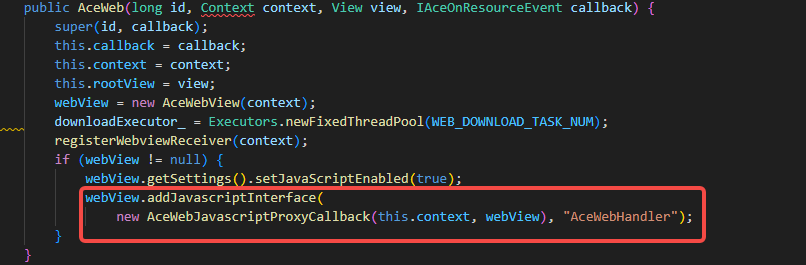 public AceWeb(long id, Context context, View view, IAceOnResourceEvent callback) {
super(id, callback);
this.callback = callback;
this.context = context;
this.rootView = view;
webView = new AceWebView(context);
downloadExecutor_ = Executors.newFixedThreadPool(WEB_DOWNLOAD_TASK_NUM);
registerWebviewReceiver(context);
if (webView != null) {
webView.getSettings().setJavaScriptEnabled(true);
webView.addJavascriptInterface(
new AceWebJavascriptProxyCallback(this.context, webView), "AceWebHandler");
}
}